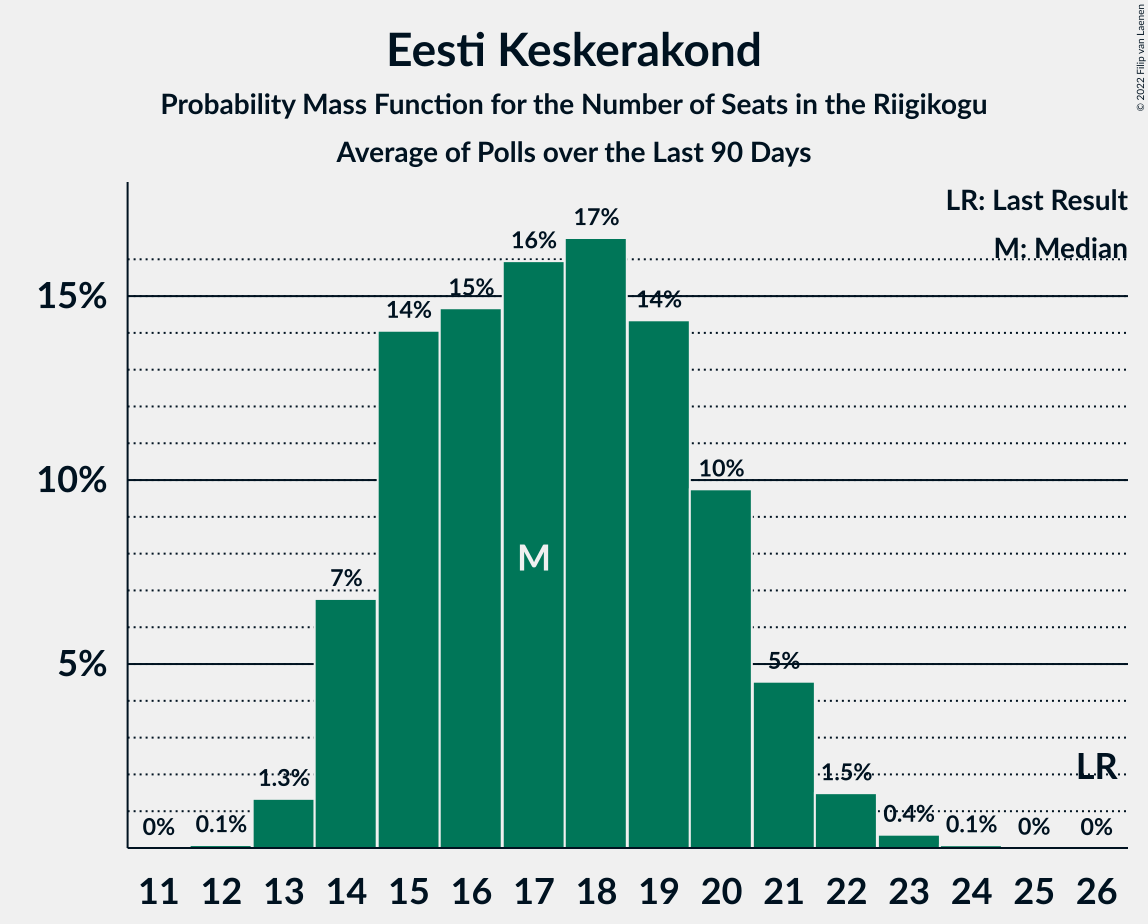 Eesti Keskerakond
Probability Mass Function for the Number of Seats in the Riigikogu
Average of Polls over the Last 90 Days
© 2022 Filip van Laenen
LR: Last Result
M: Median
15%
10%
5%
0%
0.1%
1.3%
7%
14%
15%
16%
17%
14%
10%
5%
1.5%
0.4%
0.1%
0%
0%
M
LR
11 12 13 14 15 16 17 18 19 20 21 22 23 24 25 26